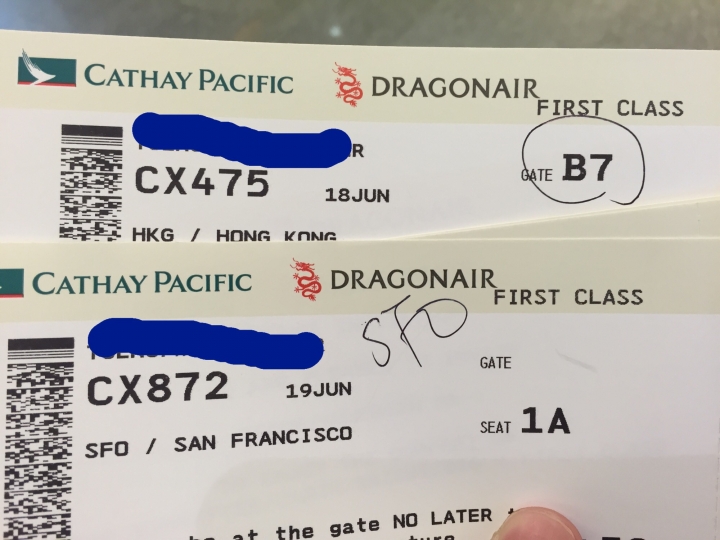 CATHAY PACIFIC DRAGONAIR
FIRST CLASS
CX475 18JUN GATE B7
HKG / HONG KONG
CATHAY PACIFIC DRAGONAIR
FIRST CLASS
SFO
CX872 19JUN GATE
SFO / SAN FRANCISCO SEAT 1A
at the gate NO LATER